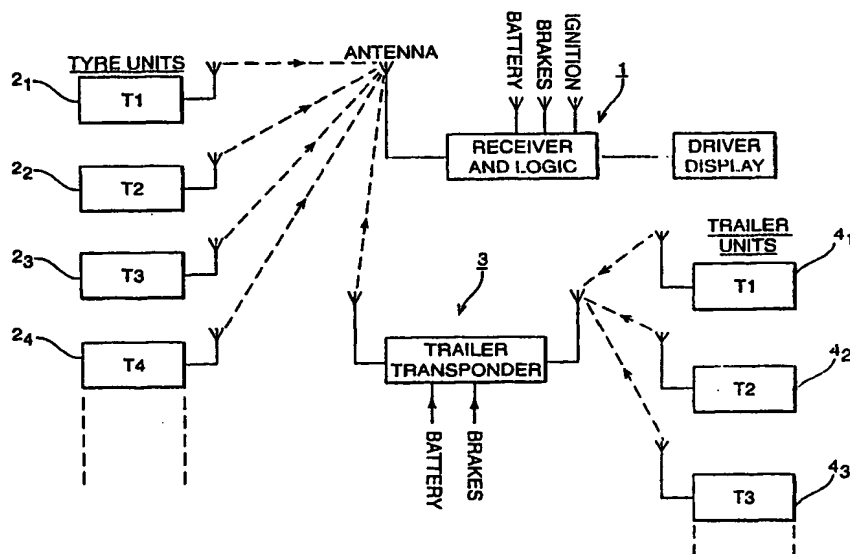 TYRE UNITS
2₁
T1
2₂
T2
2₃
T3
2₄
T4
ANTENNA
BATTERY
BRAKES
IGNITION
1
RECEIVER
AND LOGIC
DRIVER
DISPLAY
3
TRAILER
TRANSPONDER
BATTERY
BRAKES
TRAILER
UNITS
4₁
T1
4₂
T2
4₃
T3